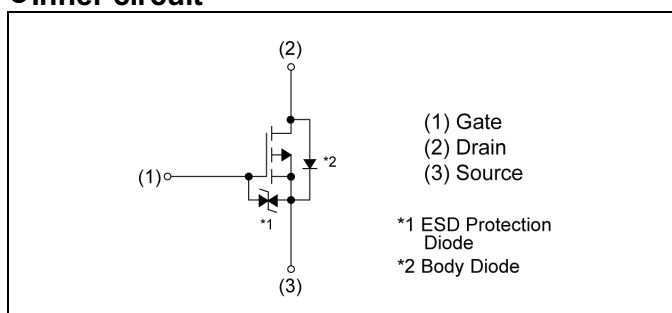 inner circuit
(2)
(1)
*2
*1
(3)
(1) Gate
(2) Drain
(3) Source
*1 ESD Protection
Diode
*2 Body Diode